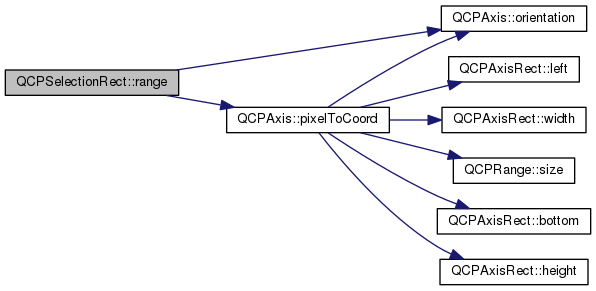 QCPSelectionRect::range
QCPAxis::pixelToCoord
QCPAxis::orientation
QCPAxisRect::left
QCPAxisRect::width
QCPRange::size
QCPAxisRect::bottom
QCPAxisRect::height